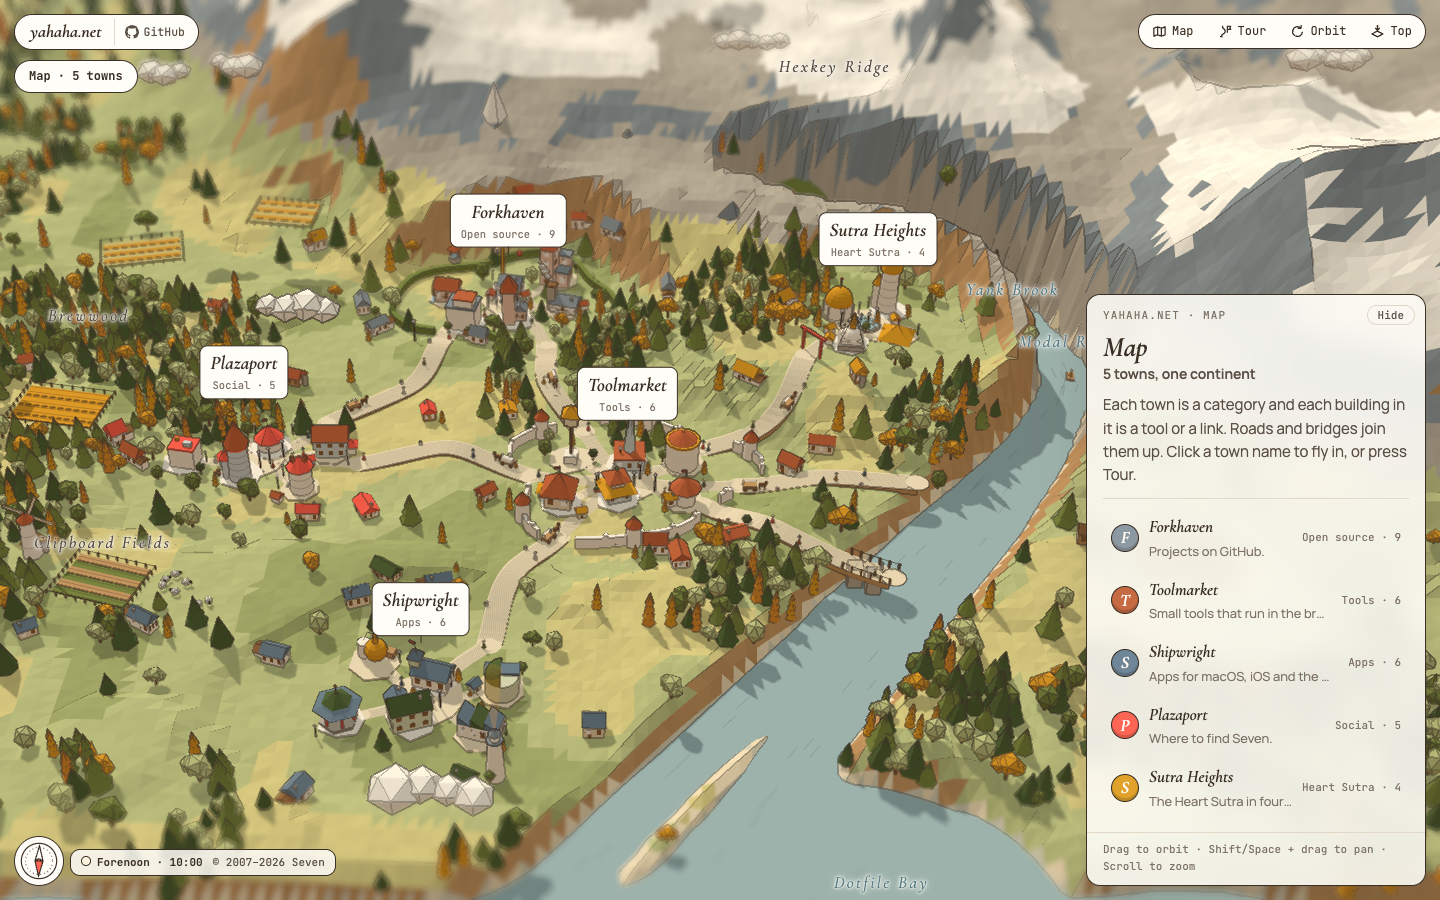 yahaha.net
GitHub
Map
Tour
Orbit
Top
Map · 5 towns
Hexkey Ridge
Forkhaven
Open source · 9
Sutra Heights
Heart Sutra · 4
Yank Brook
Brewwood
Modal R
Plazaport
Social · 5
Toolmarket
Tools · 6
Clipboard Fields
Shipwright
Apps · 6
Dotfile Bay
YAHAHA.NET · MAP
Hide
Map
5 towns, one continent
Each town is a category and each building in
it is a tool or a link. Roads and bridges join
them up. Click a town name to fly in, or press
Tour.
F
Forkhaven
Projects on GitHub.
Open source · 9
T
Toolmarket
Small tools that run in the br…
Tools · 6
S
Shipwright
Apps for macOS, iOS and the …
Apps · 6
P
Plazaport
Where to find Seven.
Social · 5
S
Sutra Heights
The Heart Sutra in four…
Heart Sutra · 4
Drag to orbit · Shift/Space + drag to pan ·
Scroll to zoom
Forenoon · 10:00 © 2007–2026 Seven